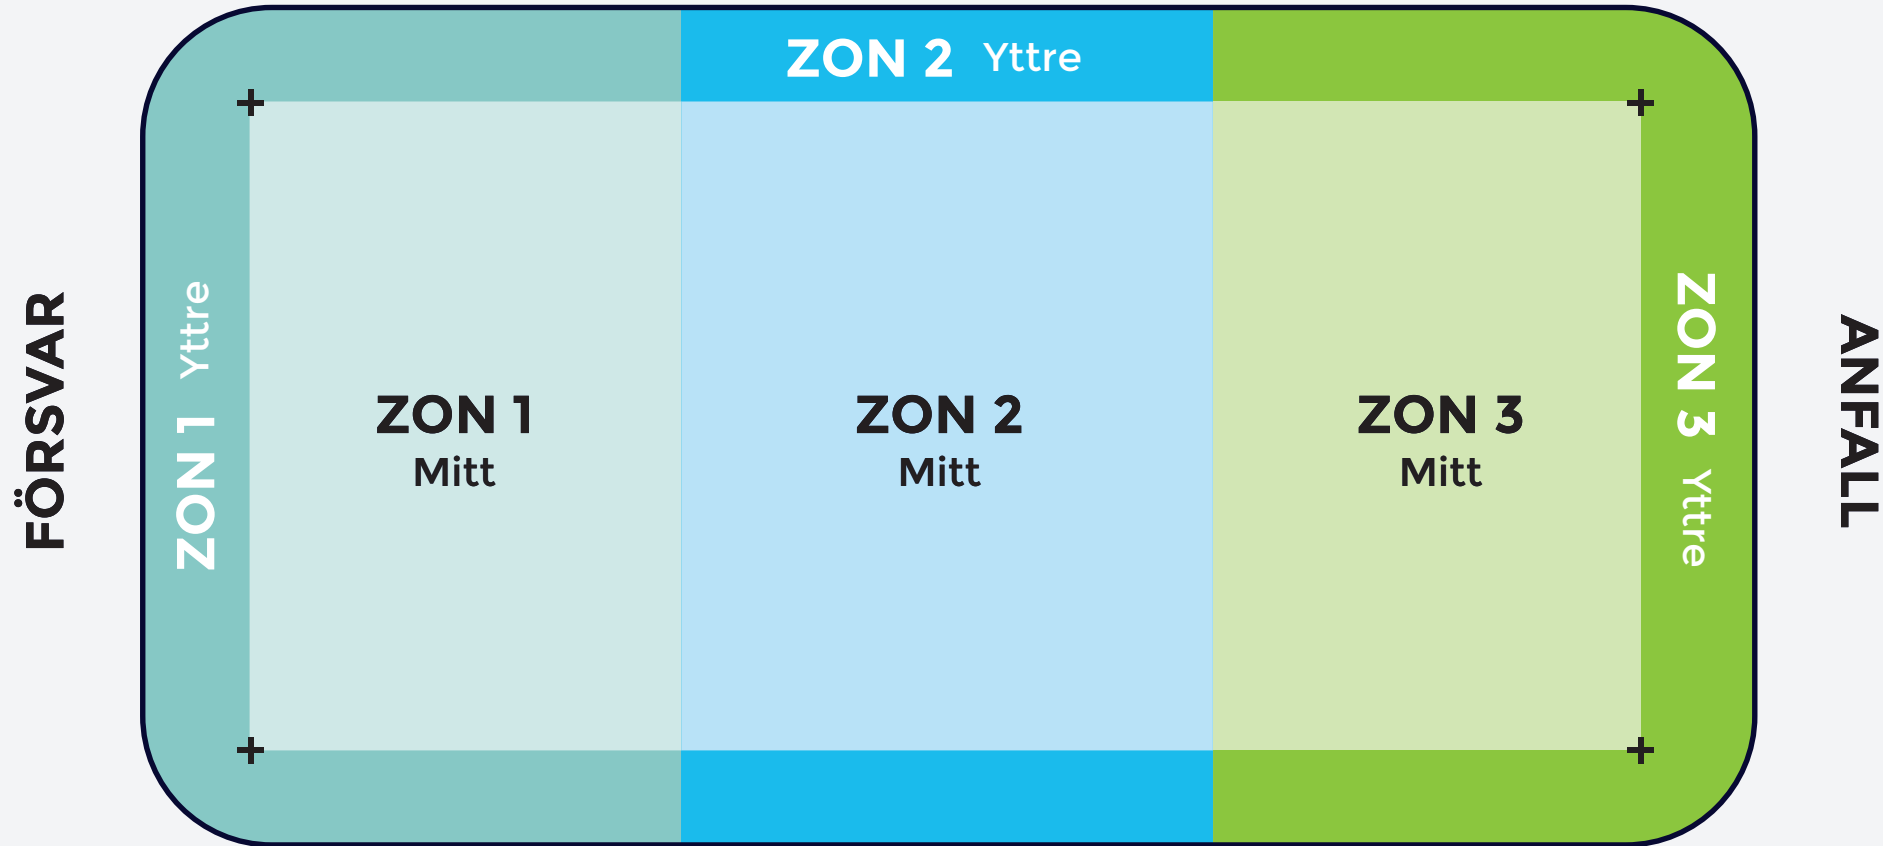 ZON 2 Yttre
FÖRSVAR
ZON 1 Yttre
ZON 1
Mitt
ZON 2
Mitt
ZON 3
Mitt
ZON 3 Yttre
ANFALL